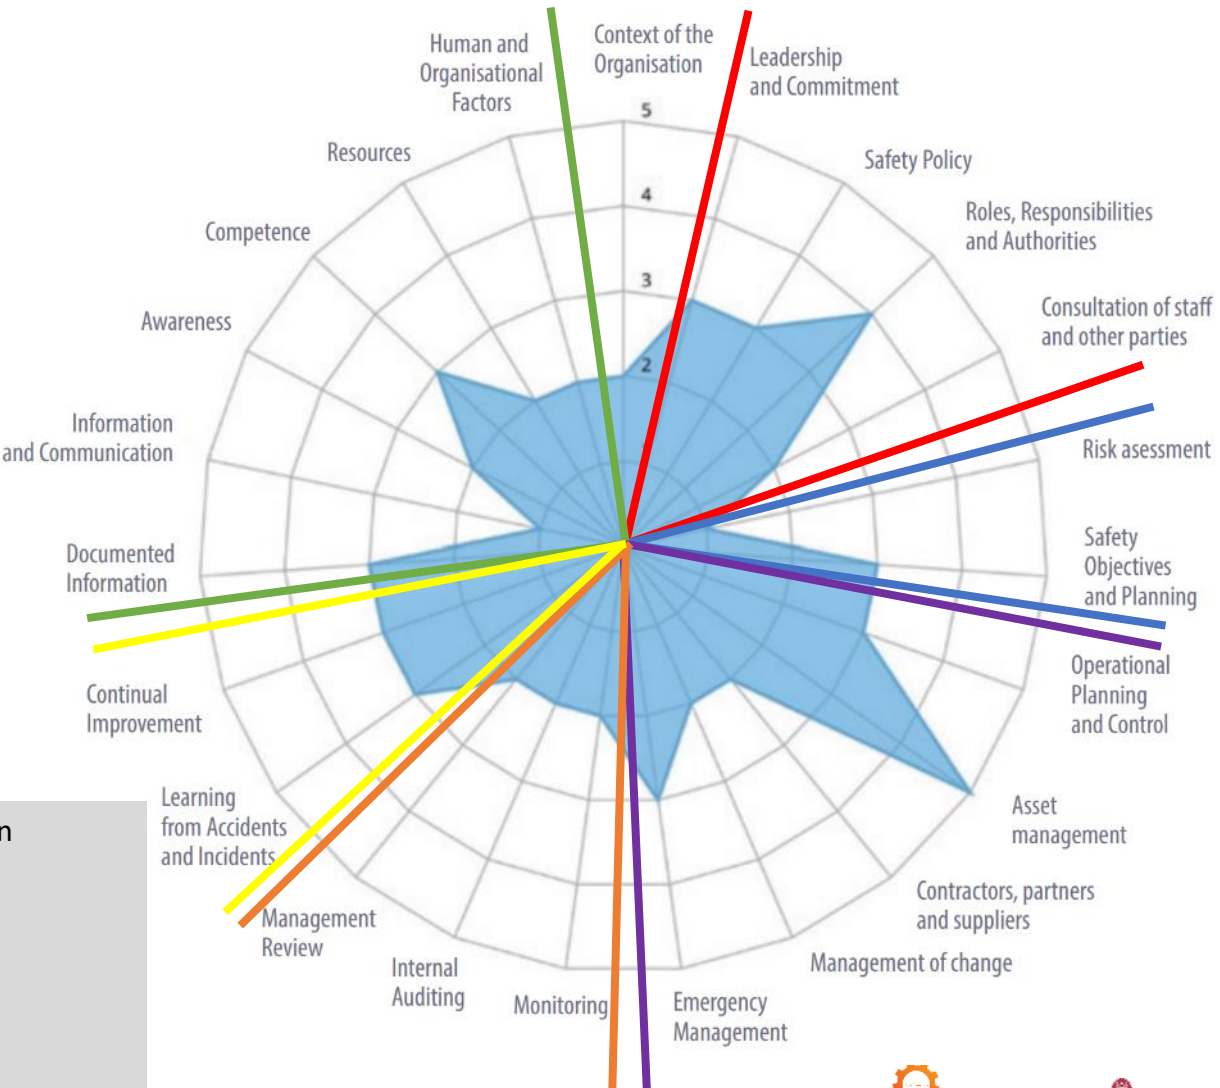 Context of the
Organisation
Leadership
and Commitment
Safety Policy
Roles, Responsibilities
and Authorities
Consultation of staff
and other parties
Risk asessment
Safety
Objectives
and Planning
Operational
Planning
and Control
Asset
management
Contractors, partners
and suppliers
Management of change
Emergency
Management
Monitoring
Internal
Auditing
Management
Review
Learning
from Accidents
and Incidents
Continual
Improvement
Documented
Information
Information
and Communication
Awareness
Competence
Resources
Human and
Organisational
Factors
5
4
3
2
n